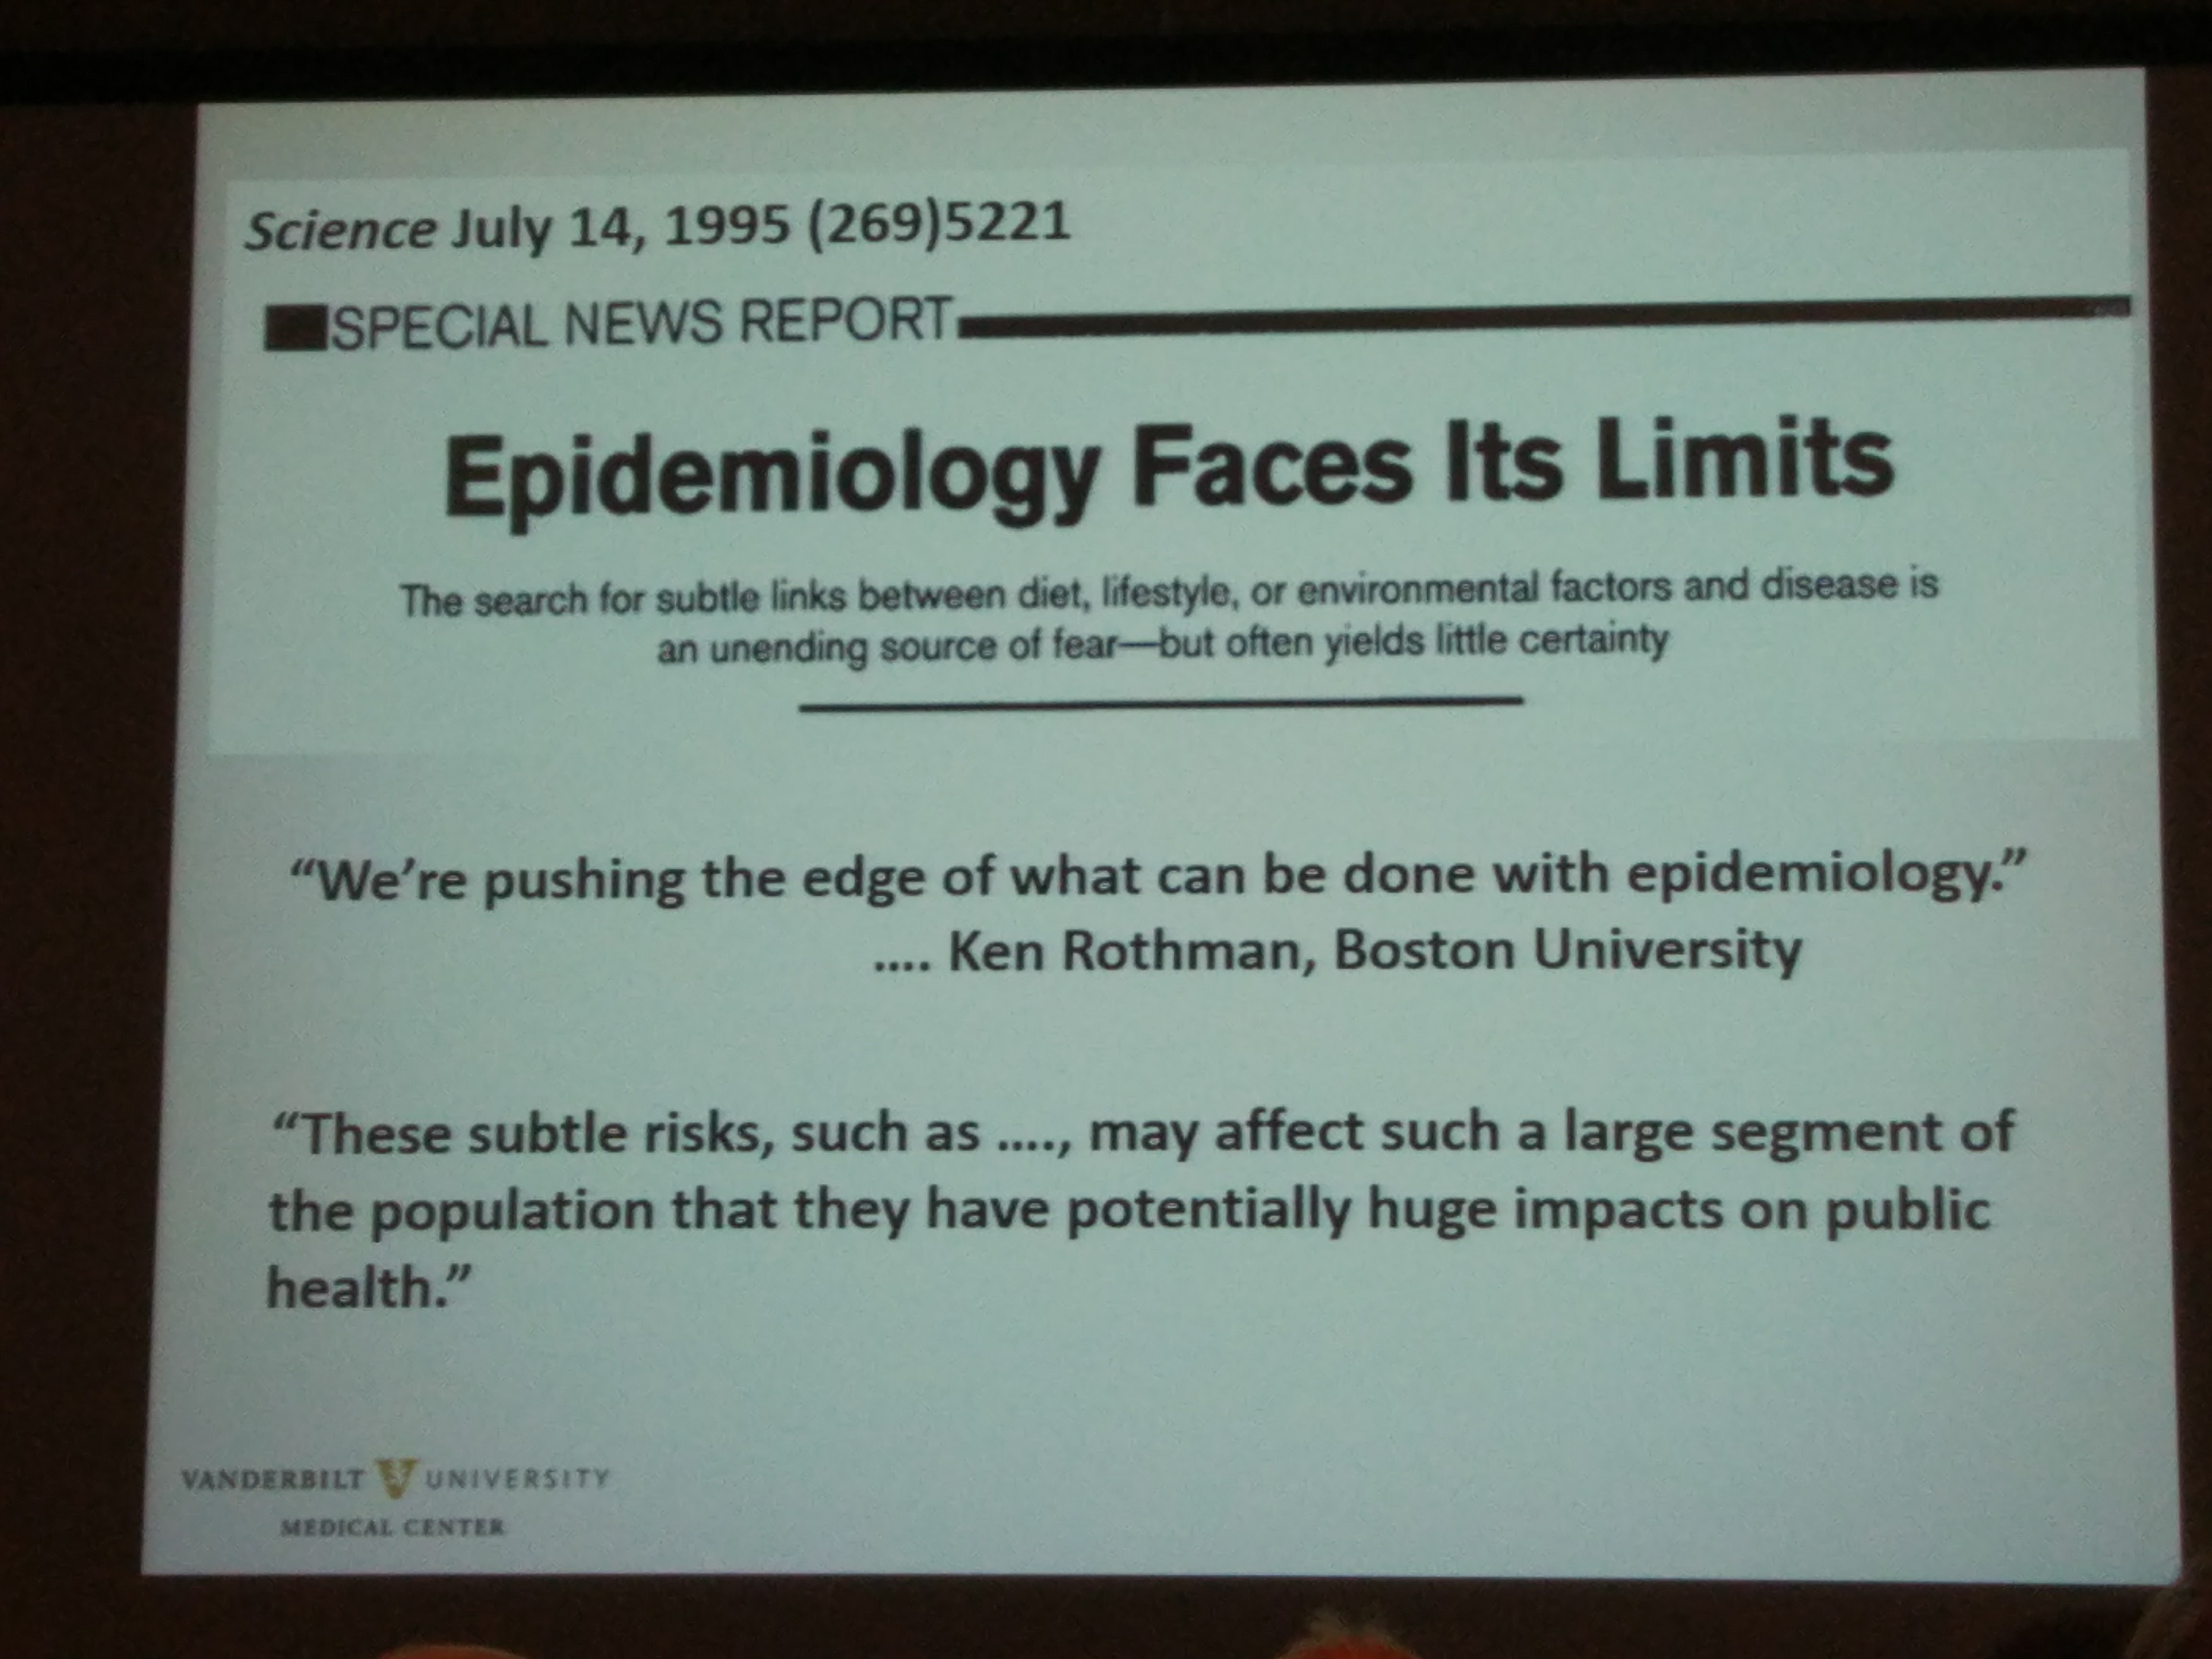 Science July 14, 1995 (269)5221
SPECIAL NEWS REPORT
Epidemiology Faces Its Limits
The search for subtle links between diet, lifestyle, or environmental factors and disease is
an unending source of fear—but often yields little certainty
“We’re pushing the edge of what can be done with epidemiology.”
.... Ken Rothman, Boston University
“These subtle risks, such as ...., may affect such a large segment of
the population that they have potentially huge impacts on public
health.”
VANDERBILT V UNIVERSITY
MEDICAL CENTER